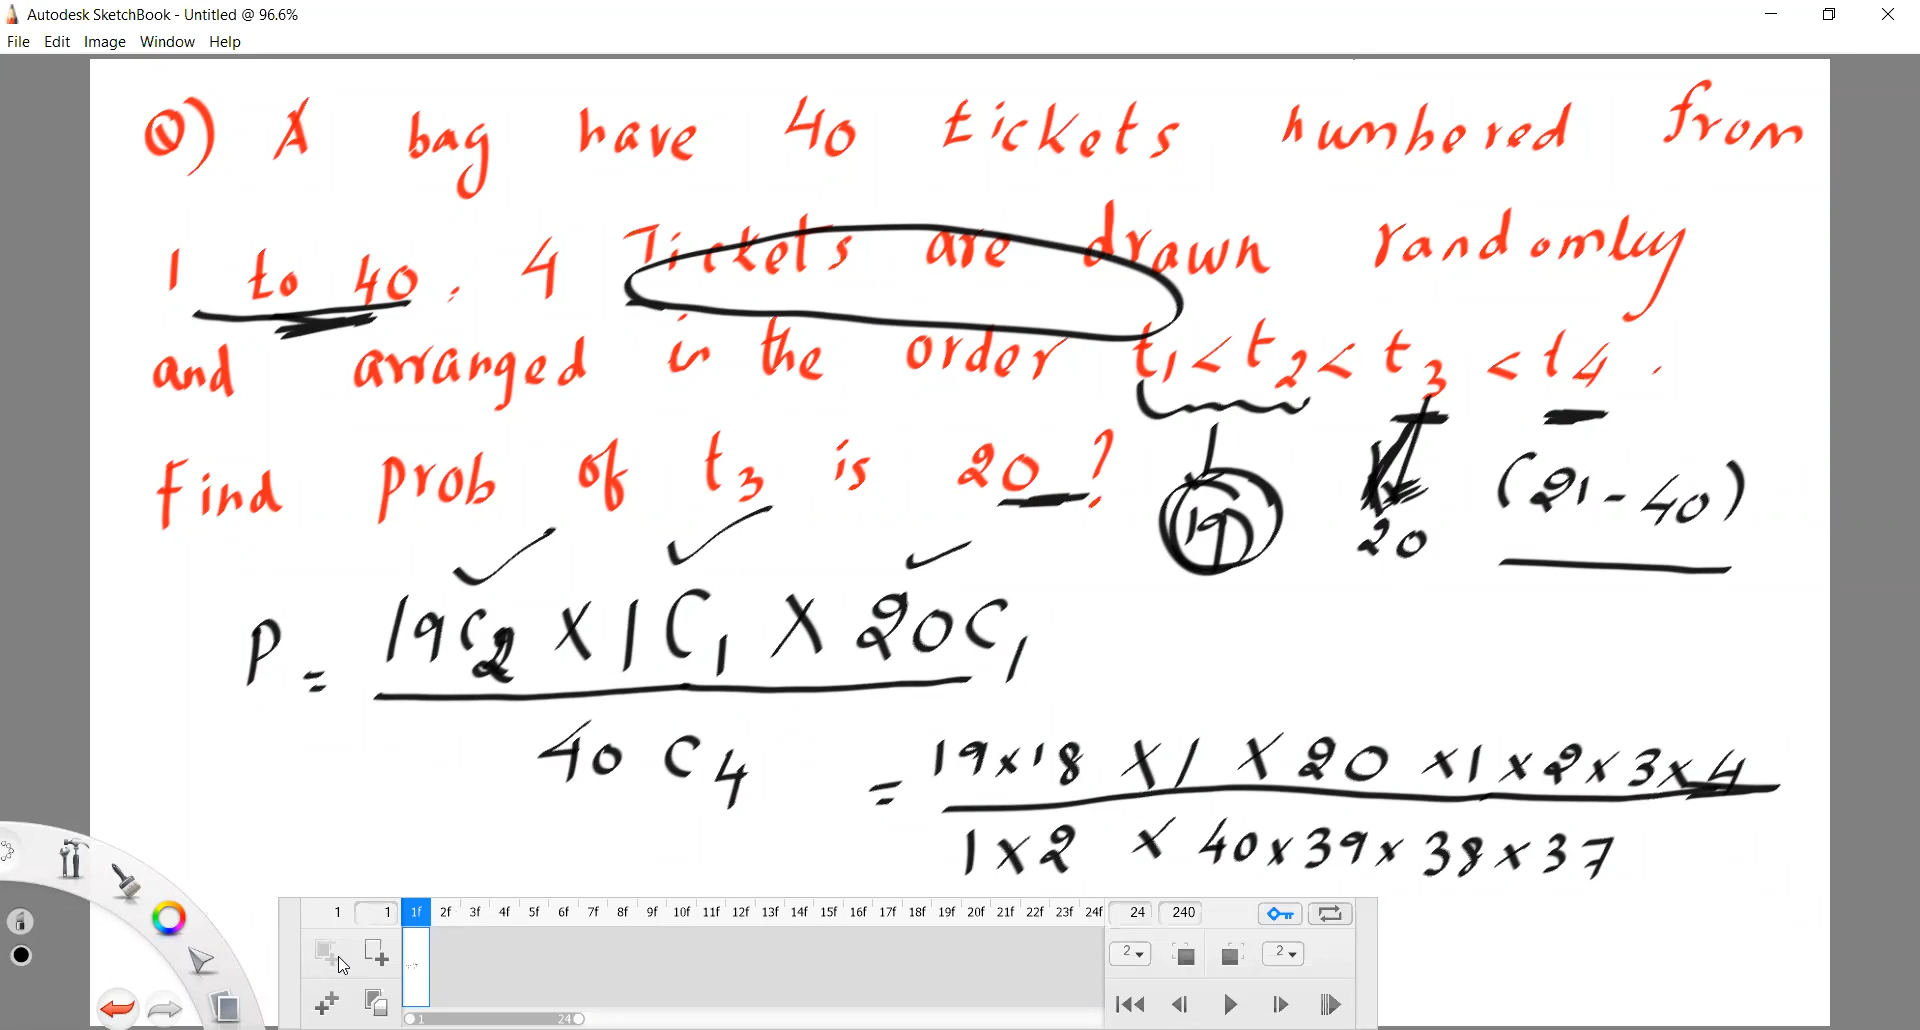 Autodesk SketchBook - Untitled @ 96.6%
File Edit Image Window Help
Q) A bag have 40 tickets numbered from
1 to 40. 4 Tickets are drawn randomly
and arranged in the order t1 < t2 < t3 < t4.
Find prob of t3 is 20?
19 20 (21-40)
P = 19C2 X 1C1 X 20C1
40 C 4
= 19x18 X 1 X 20 x1x2x3x4
1x2 x 40x39x38x37
1 1 1f 2f 3f 4f 5f 6f 7f 8f 9f 10f 11f 12f 13f 14f 15f 16f 17f 18f 19f 20f 21f 22f 23f 24f 24 240
2 2
1 24